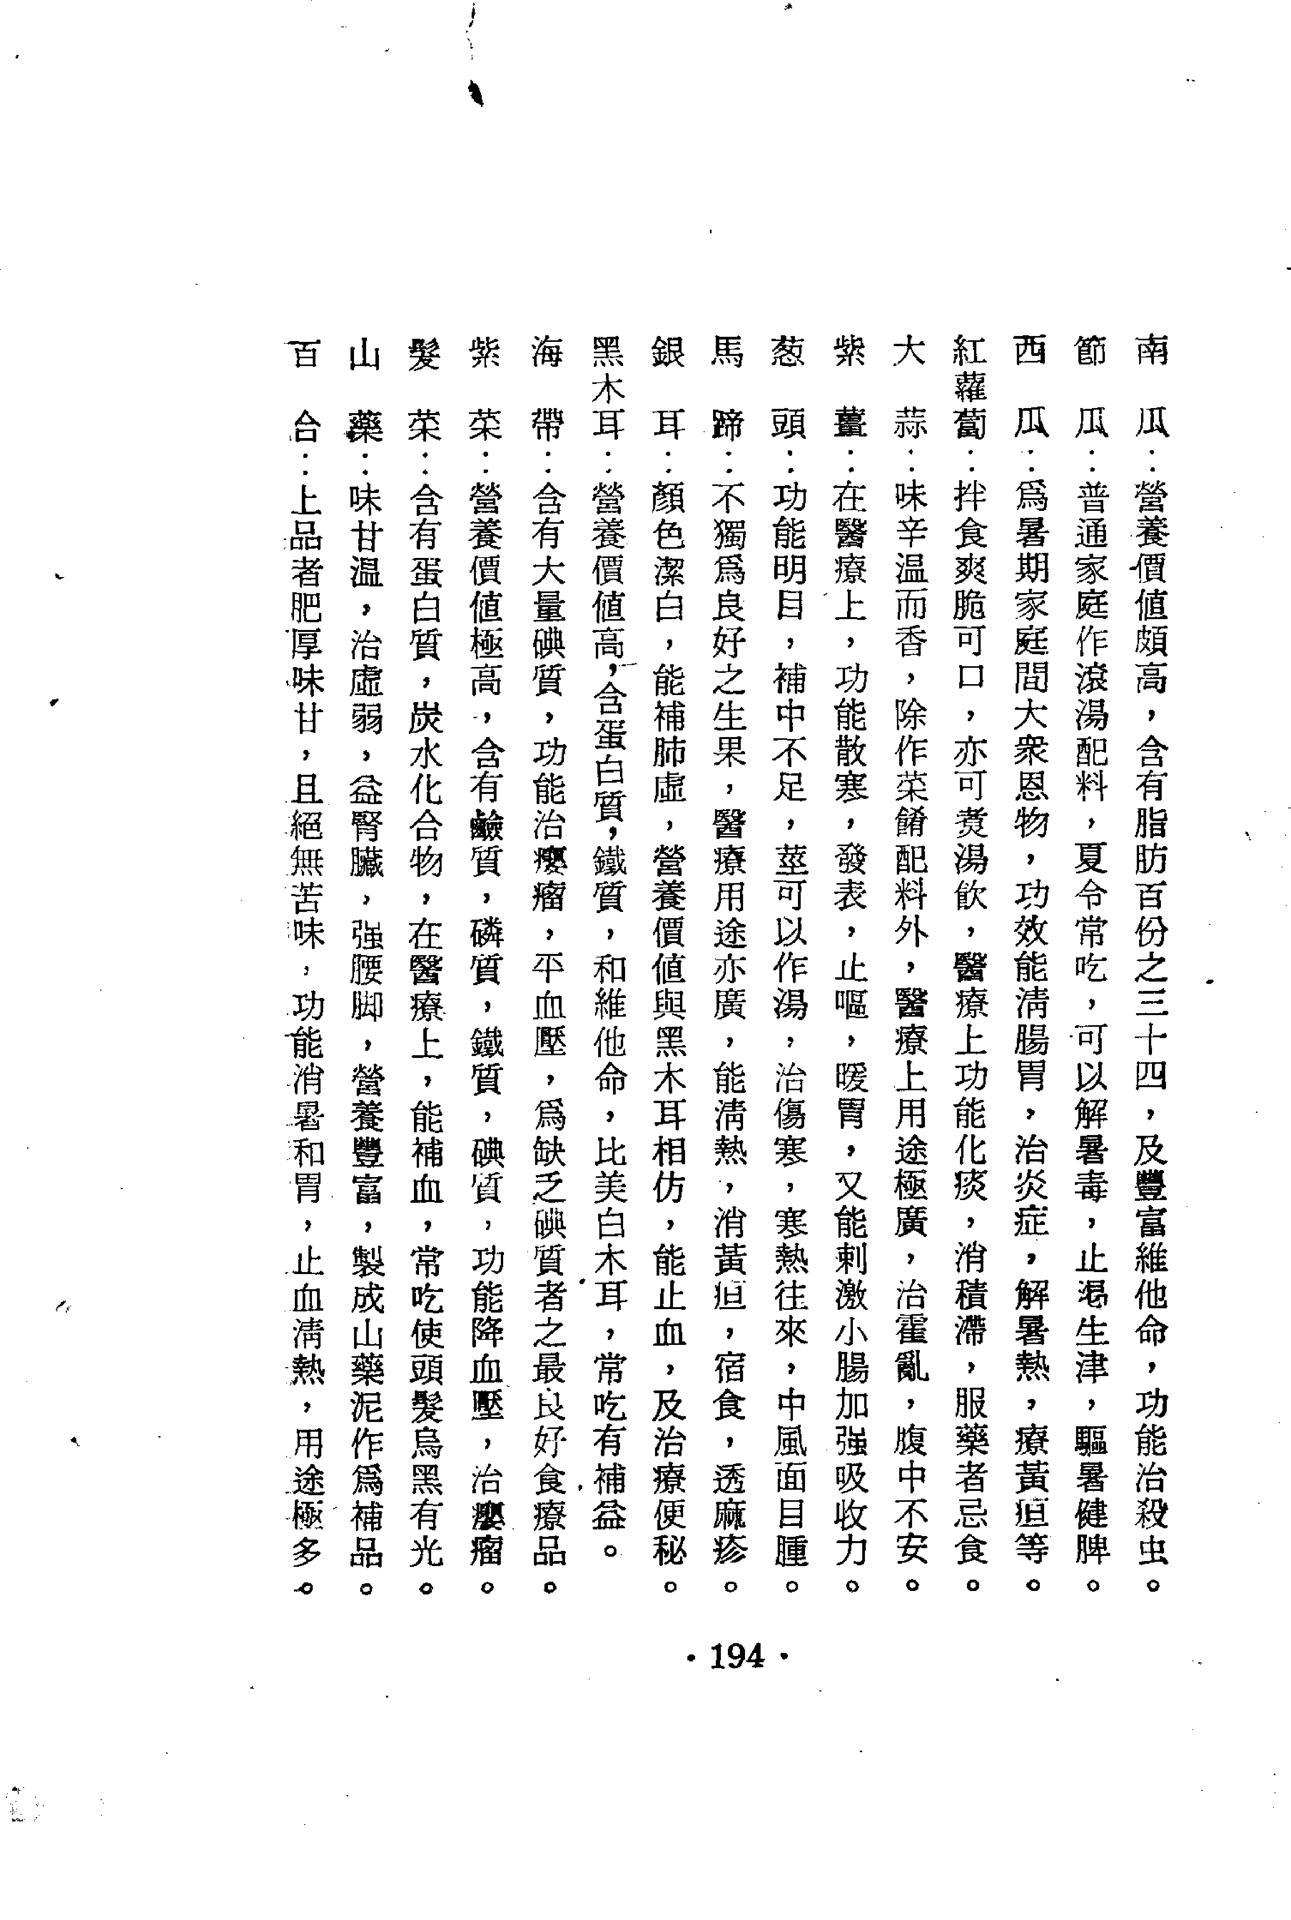 南瓜：營養價値頗高，含有脂肪百份之三十四，及豐富維他命，功能治殺虫。
節瓜：普通家庭作滾湯配料，夏令常吃，可以解暑毒，止渴生津，驅暑健脾。
西瓜：爲暑期家庭間大衆恩物，功效能淸腸胃，治炎症，解暑熱，療黃疸等。
紅蘿蔔：拌食爽脆可口，亦可煑湯飮，醫療上功能化痰，消積滯，服藥者忌食。
大蒜：味辛温而香，除作菜餚配料外，醫療上用途極廣，治霍亂，腹中不安。
紫薑：在醫療上，功能散寒，發表，止嘔，暖胃，又能刺激小腸加强吸收力。
葱頭：功能明目，補中不足，莖可以作湯，治傷寒，寒熱往來，中風面目腫。
馬蹄：不獨爲良好之生果，醫療用途亦廣，能淸熱，消黃疸，宿食，透麻疹。
銀耳：顏色潔白，能補肺虛，營養價値與黑木耳相仿，能止血，及治療便秘。
黑木耳：營養價値高，含蛋白質，鐵質，和維他命，比美白木耳，常吃有補益。
海帶：含有大量碘質，功能治癭瘤，平血壓，爲缺乏碘質者之最良好食療品。
紫菜：營養價値極高，含有鹼質，磷質，鐵質，碘質，功能降血壓，治癭瘤。
髮菜：含有蛋白質，炭水化合物，在醫療上，能補血，常吃使頭髮烏黑有光。
山藥：味甘温，治虛弱，益腎臟，强腰脚，營養豐富，製成山藥泥作爲補品。
百合：上品者肥厚味甘，且絕無苦味，功能消暑和胃，止血淸熱，用途極多。
·194·